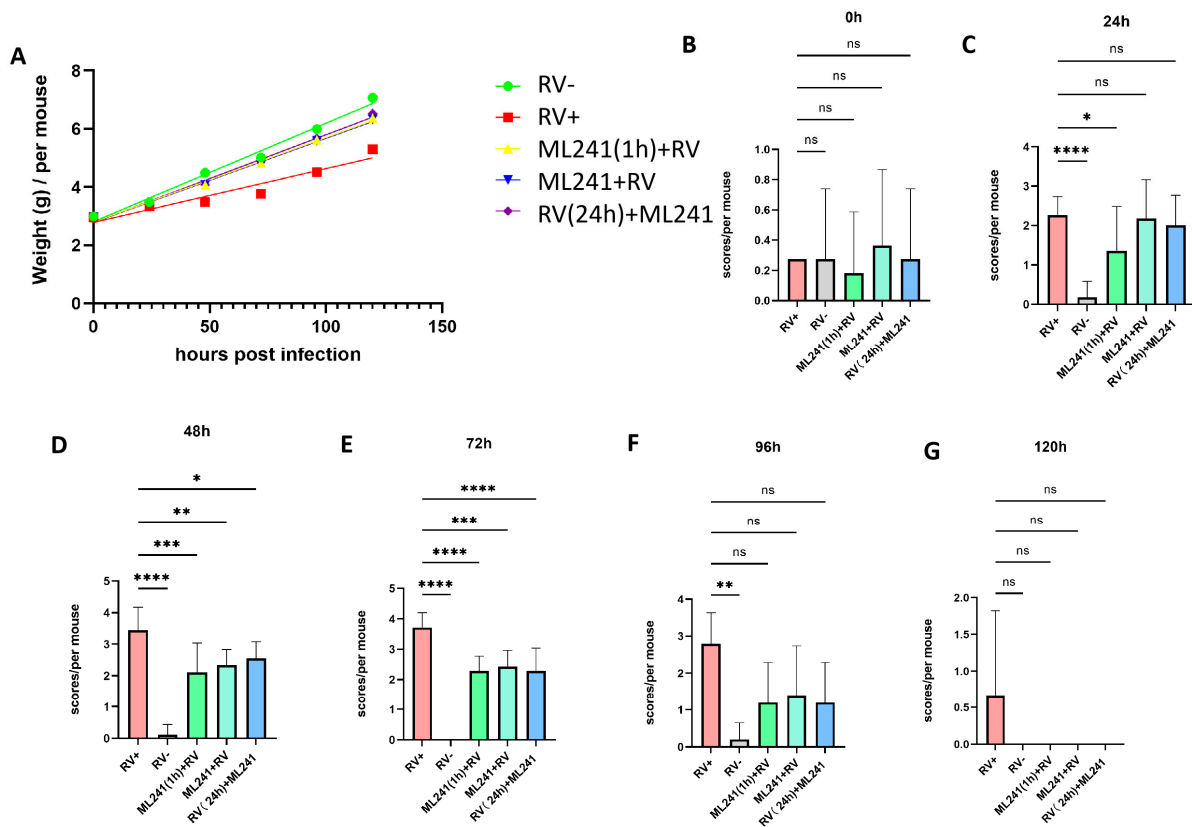 A
8
6
4
2
0
0
50
100
150
Weight (g) / per mouse
hours post infection
RV-
RV+
ML241(1h)+RV
ML241+RV
RV(24h)+ML241
B
0h
ns
ns
ns
ns
1.0
0.8
0.6
0.4
0.2
0.0
scores/per mouse
RV+
RV-
ML241(1h)+RV
ML241+RV
RV( 24h)+ML241
C
24h
ns
ns
*
****
4
3
2
1
0
scores/per mouse
RV+
RV-
ML241(1h)+RV
ML241+RV
RV( 24h)+ML241
D
48h
*
**
***
****
5
4
3
2
1
0
scores/per mouse
RV+
RV-
ML241(1h)+RV
ML241+RV
RV( 24h)+ML241
E
72h
****
***
****
****
5
4
3
2
1
0
scores/per mouse
RV+
RV-
ML241(1h)+RV
ML241+RV
RV( 24h)+ML241
F
96h
ns
ns
ns
**
4
3
2
1
0
scores/per mouse
RV+
RV-
ML241(1h)+RV
ML241+RV
RV( 24h)+ML241
G
120h
ns
ns
ns
ns
2.0
1.5
1.0
0.5
0.0
scores/per mouse
RV+
RV-
ML241(1h)+RV
ML241+RV
RV( 24h)+ML241